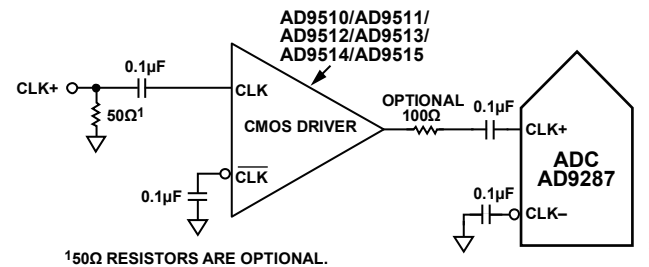 AD9510/AD9511/
AD9512/AD9513/
AD9514/AD9515
0.1µF
CLK+
50Ω¹
CLK
CMOS DRIVER
OPTIONAL
100Ω
0.1µF
CLK+
ADC
AD9287
0.1µF
CLK
0.1µF
CLK–
¹50Ω RESISTORS ARE OPTIONAL.